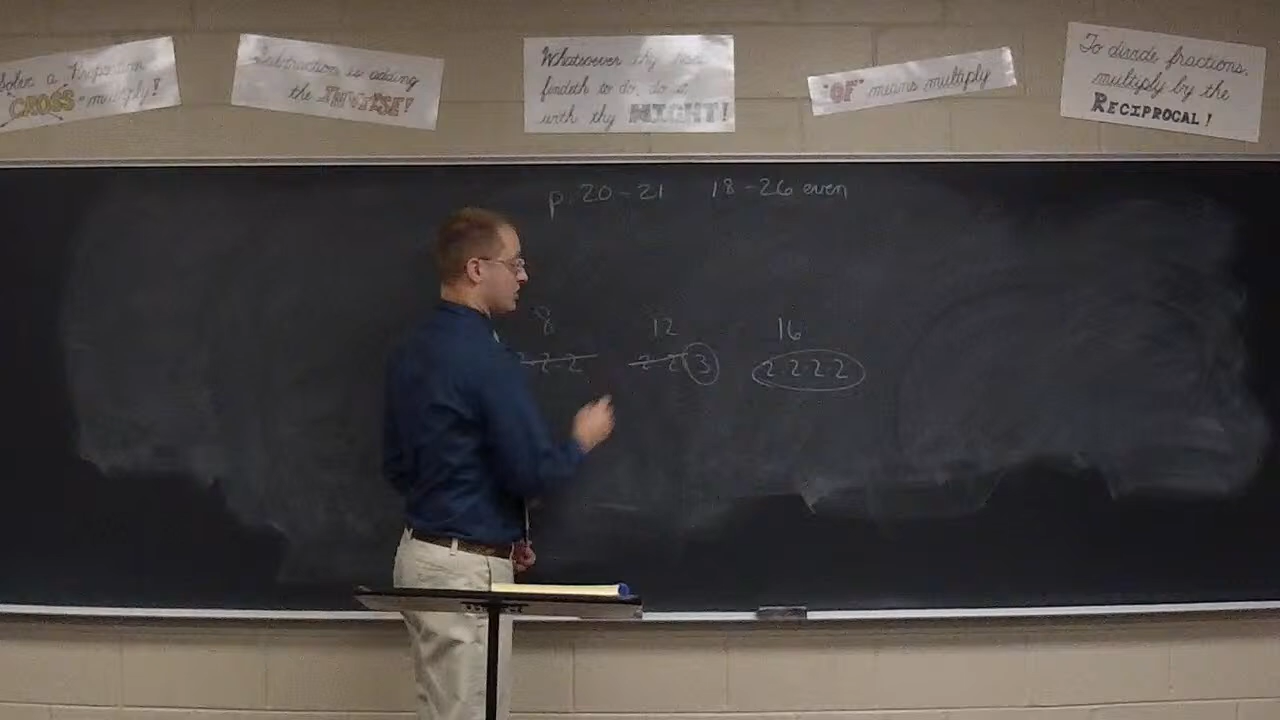 Solve a Proportion
"CROSS" multiply!
Subtraction is adding
the INVERSE!
Whatsoever thy hand
findeth to do, do it
with thy MIGHT!
"OF" means multiply
To divide fractions,
multiply by the
RECIPROCAL!
p. 20-21 18-26 even
8 12 16
2·2·2 2·2·3 2·2·2·2